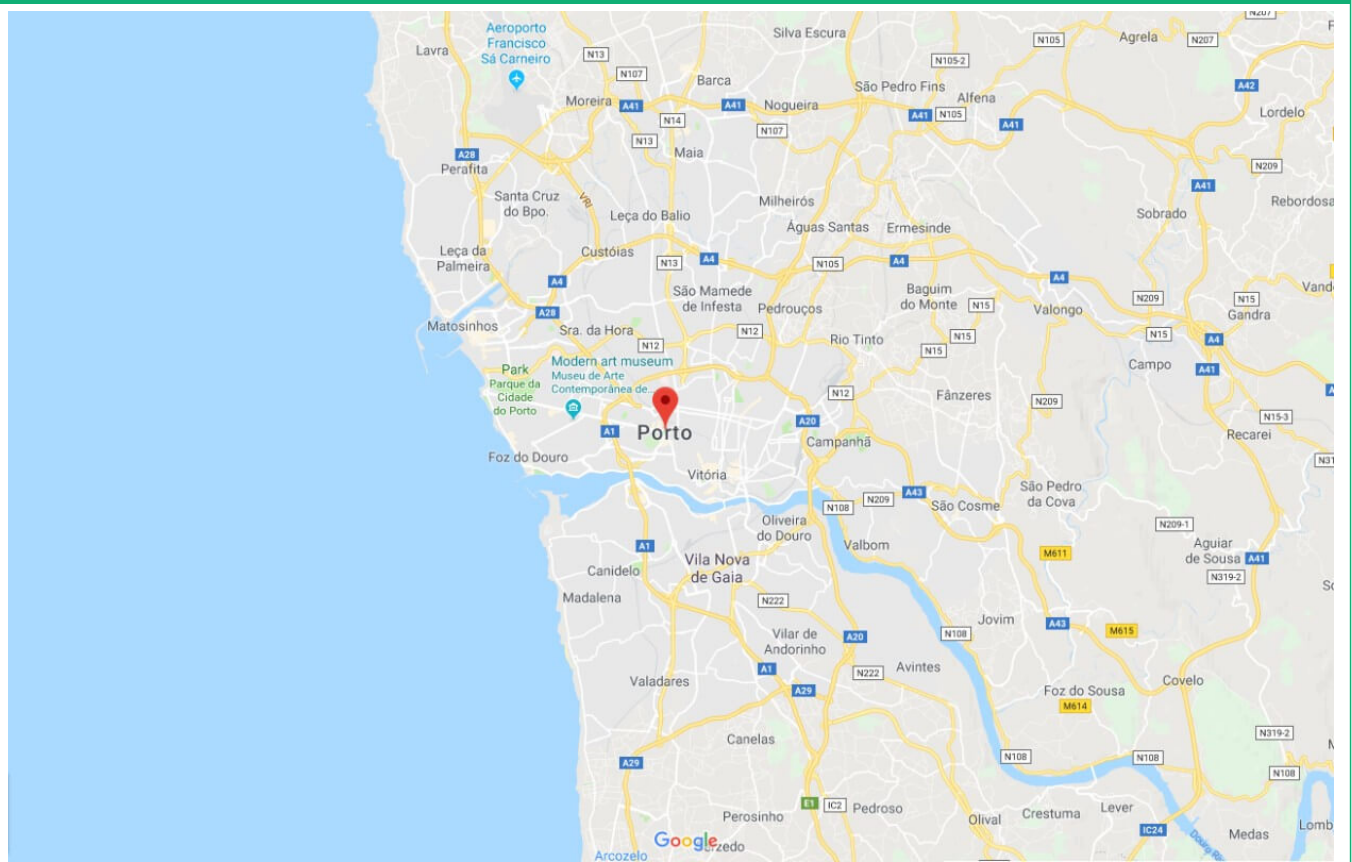 Aeroporto
Francisco
Sá Carneiro
Lavra
N13
N107
Silva Escura
N105
Agrela
N207
N207
N105-2
Barca
São Pedro Fins
A42
Moreira
A41
A41
Nogueira
Alfena
Lordelo
N14
N107
A41
N105
A41
N13
Maia
A28
Perafita
N209
Santa Cruz
do Bpo.
VRI
Leça do Balio
Milheirós
A41
Sobrado
Rebordosa
Águas Santas
Ermesinde
Leça da
Palmeira
Custóias
N13
A4
N105
A4
A4
A4
São Mamede
de Infesta
Pedrouços
Baguim
do Monte
N15
Valongo
N209
N15
Gandra
Vand
A28
Matosinhos
Sra. da Hora
N12
N12
Rio Tinto
N15
N15
N15
A4
Modern art museum
Museu de Arte
Contemporânea de...
Park
Parque da
Cidade
do Porto
Campo
A41
N12
Fânzeres
N209
N15-3
Recarei
A1
Porto
A20
Campanhã
Foz do Douro
Vitória
N31
São Pedro
da Cova
N108
N209
A43
São Cosme
Oliveira
do Douro
N209-1
Aguiar
de Sousa
A41
A1
Valbom
M611
Vila Nova
de Gaia
Canidelo
N319-2
Madalena
N222
Jovim
A43
M615
Vilar de
Andorinho
A20
N108
A1
N222
Avintes
Valadares
A29
Foz do Sousa
Covelo
M614
Canelas
N319-2
A29
N108
N108
N108
E1
IC2
Pedroso
Perosinho
Olival
Crestuma
Lever
IC24
Medas
Lomb
Google
rzedo
Arcozelo